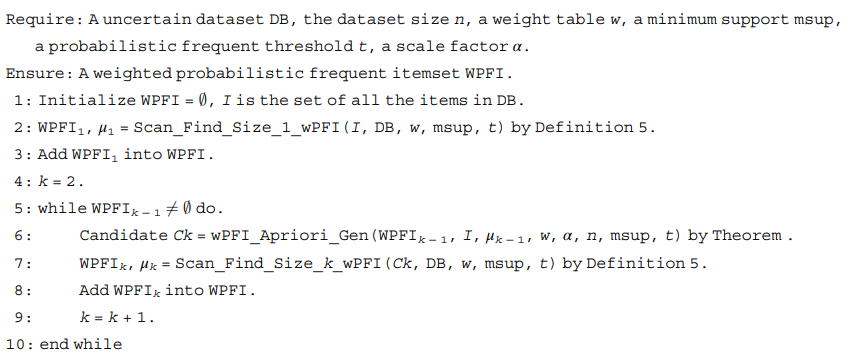 Require: A uncertain dataset DB, the dataset size n, a weight table w, a minimum support msup,
a probabilistic frequent threshold t, a scale factor α.
Ensure: A weighted probabilistic frequent itemset WPFI.
1: Initialize WPFI = ∅, I is the set of all the items in DB.
2: WPFI₁, μ₁ = Scan_Find_Size_1_wPFI(I, DB, w, msup, t) by Definition 5.
3: Add WPFI₁ into WPFI.
4: k = 2.
5: while WPFIₖ₋₁ ≠ ∅ do.
6: Candidate Ck = wPFI_Apriori_Gen(WPFIₖ₋₁, I, μₖ₋₁, w, α, n, msup, t) by Theorem .
7: WPFIₖ, μₖ = Scan_Find_Size_k_wPFI(Ck, DB, w, msup, t) by Definition 5.
8: Add WPFIₖ into WPFI.
9: k = k + 1.
10: end while